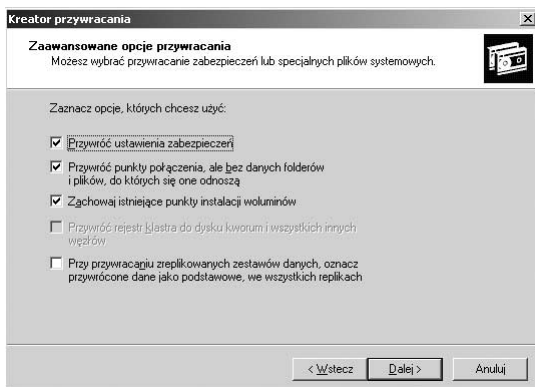 Kreator przywracania
Zaawansowane opcje przywracania
Możesz wybrać przywracanie zabezpieczeń lub specjalnych plików systemowych.
Zaznacz opcje, których chcesz użyć:
Przywróć ustawienia zabezpieczeń
Przywróć punkty połączenia, ale bez danych folderów
i plików, do których się one odnoszą
Zachowaj istniejące punkty instalacji woluminów
Przywróć rejestr klastra do dysku kworum i wszystkich innych
węzłów
Przy przywracaniu zreplikowanych zestawów danych, oznacz
przywrócone dane jako podstawowe, we wszystkich replikach
< Wstecz
Dalej >
Anuluj